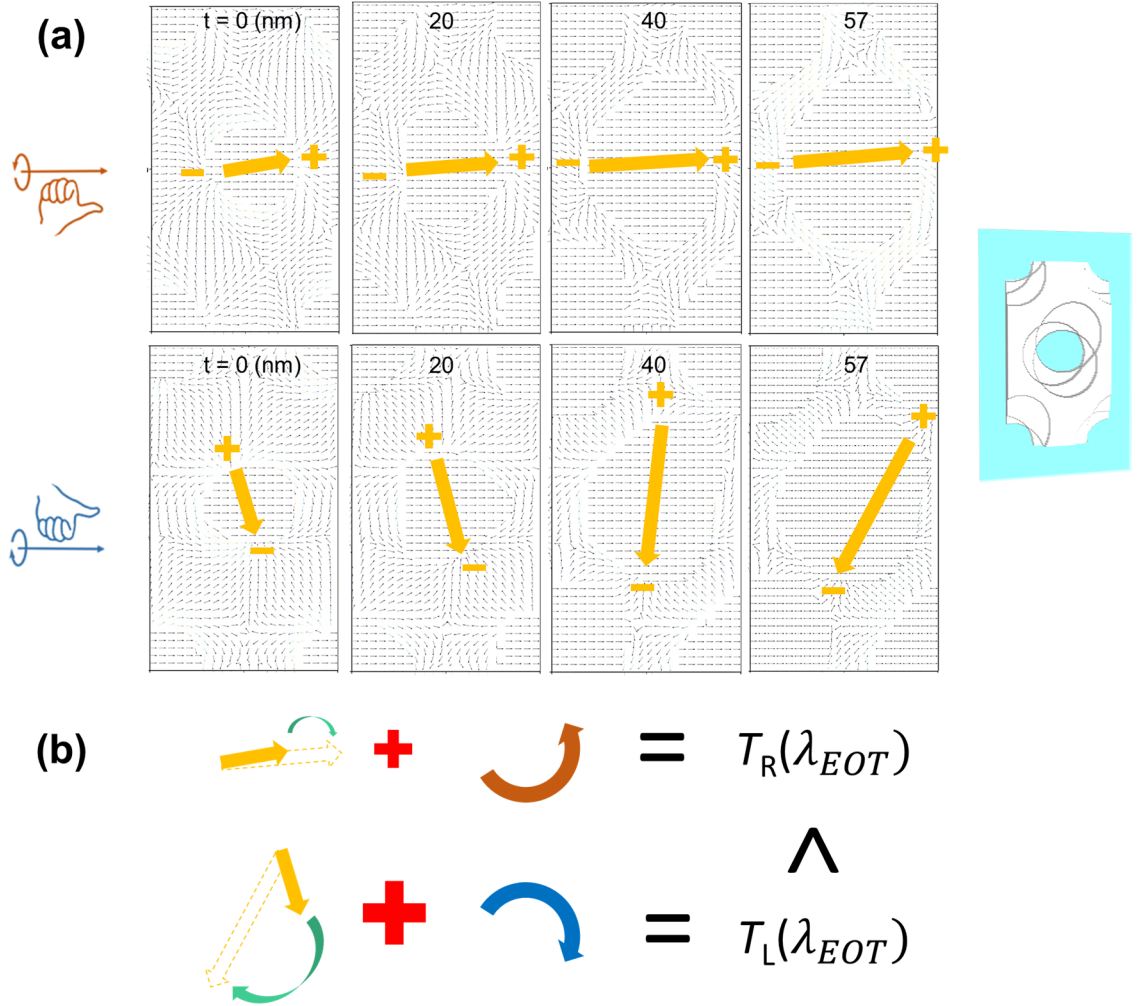 (a)
t = 0 (nm) 20 40 57
− + − + − + − +
t = 0 (nm) 20 40 57
+ − + − + − + −
(b)
+ = T_R(λ_EOT)
∧
+ = T_L(λ_EOT)